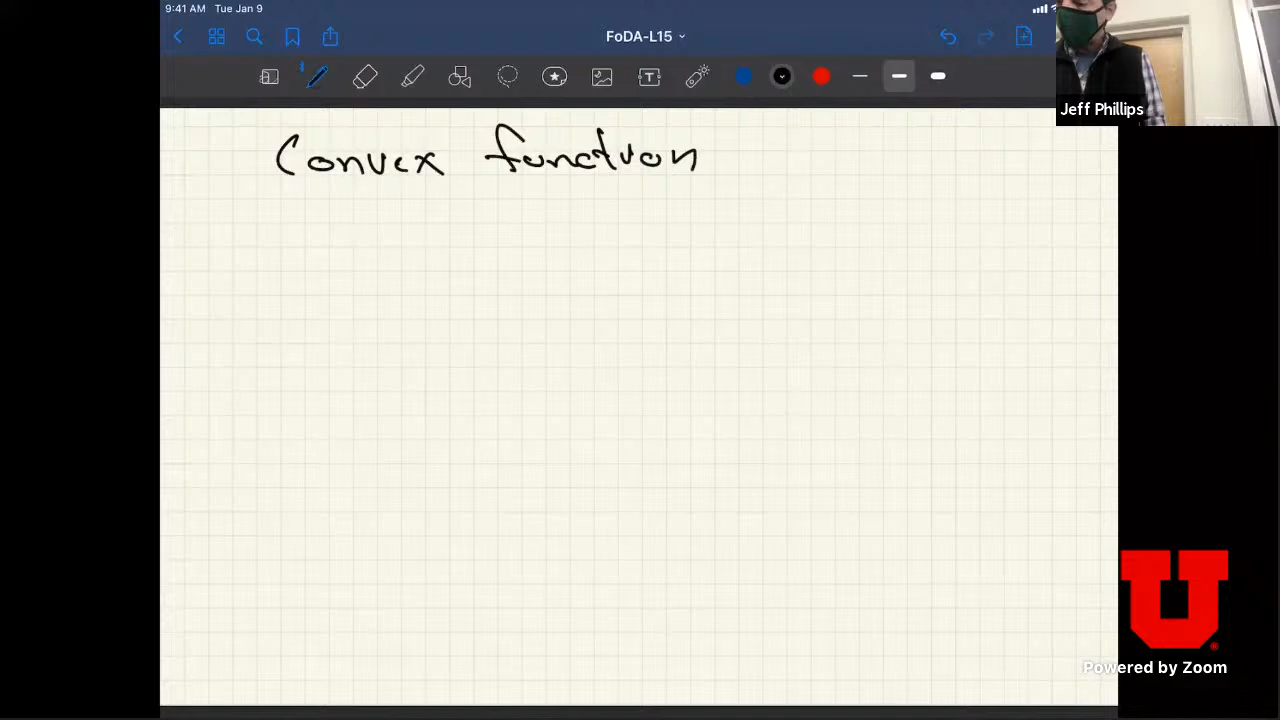 9:41 AM Tue Jan 9
FoDA-L15
Jeff Phillips
Convex function
U
Powered by Zoom